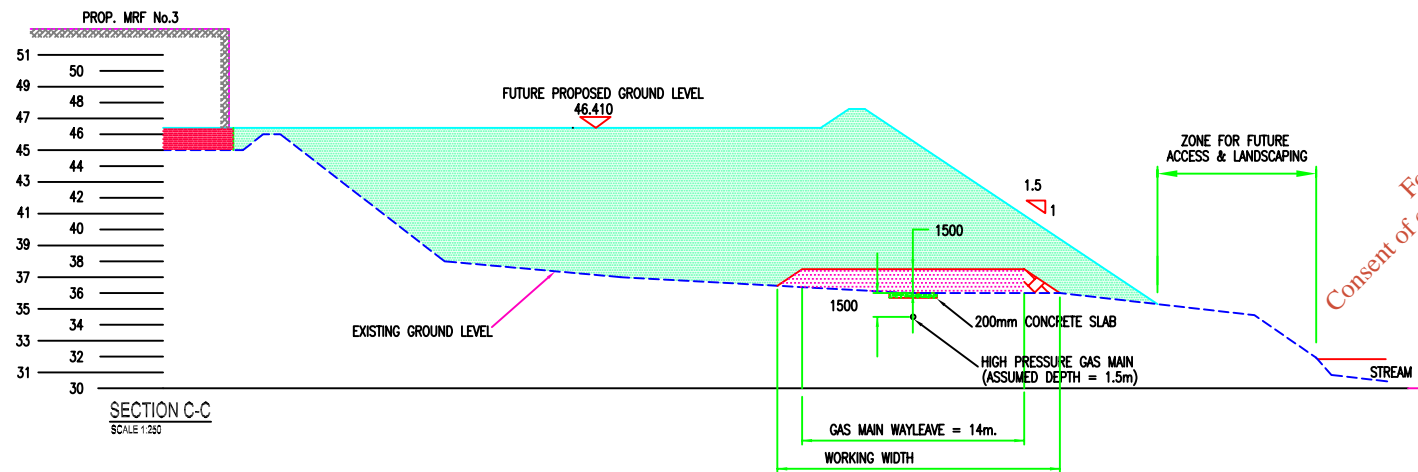 PROP. MRF No.3
51
50
49
48
47
46
45
44
43
42
41
40
39
38
37
36
35
34
33
32
31
30
FUTURE PROPOSED GROUND LEVEL
46.410
ZONE FOR FUTURE
ACCESS & LANDSCAPING
1.5
1
1500
1500
EXISTING GROUND LEVEL
200mm CONCRETE SLAB
HIGH PRESSURE GAS MAIN
(ASSUMED DEPTH = 1.5m)
STREAM
GAS MAIN WAYLEAVE = 14m.
WORKING WIDTH
SECTION C-C
SCALE 1:250
Consent of